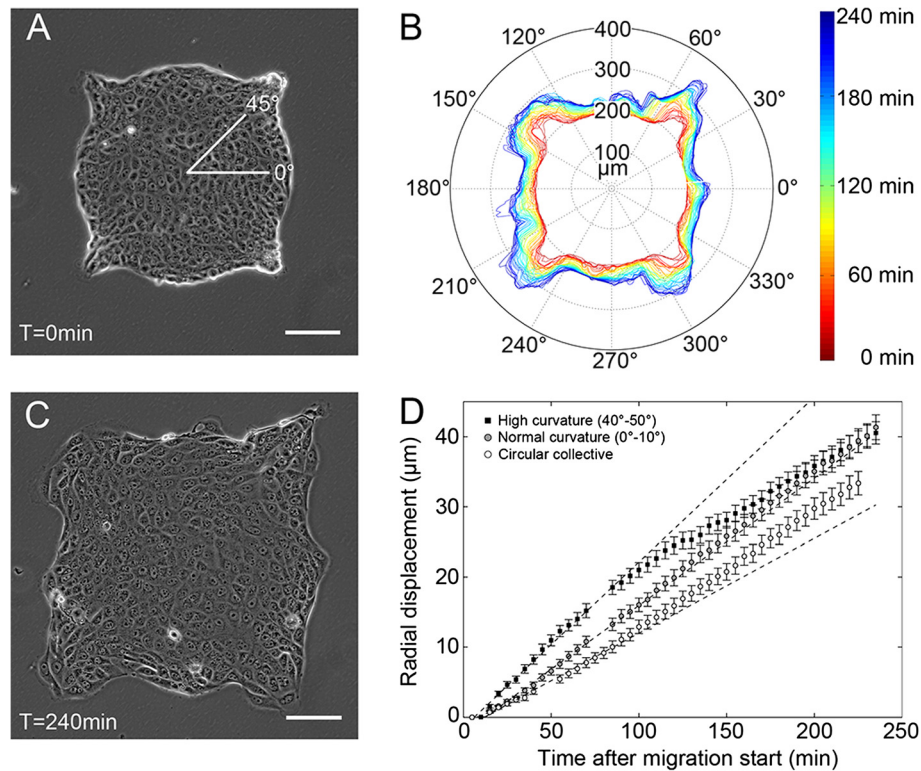 A
45°
0°
T=0min
B
120°
60°
150°
30°
180°
0°
210°
330°
240°
300°
270°
400
300
200
100
µm
240 min
180 min
120 min
60 min
0 min
C
T=240min
D
High curvature (40°-50°)
Normal curvature (0°-10°)
Circular collective
Radial displacement (µm)
40
30
20
10
0
0
50
100
150
200
250
Time after migration start (min)